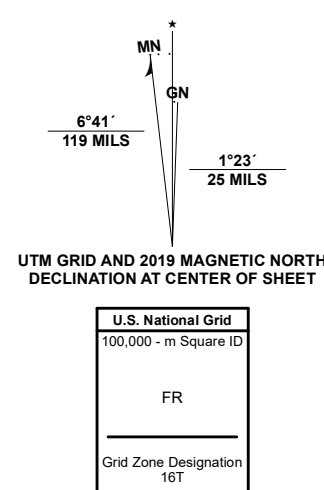 MN
GN
6°41´
119 MILS
1°23´
25 MILS
UTM GRID AND 2019 MAGNETIC NORTH
DECLINATION AT CENTER OF SHEET
U.S. National Grid
100,000 - m Square ID
FR
Grid Zone Designation
16T